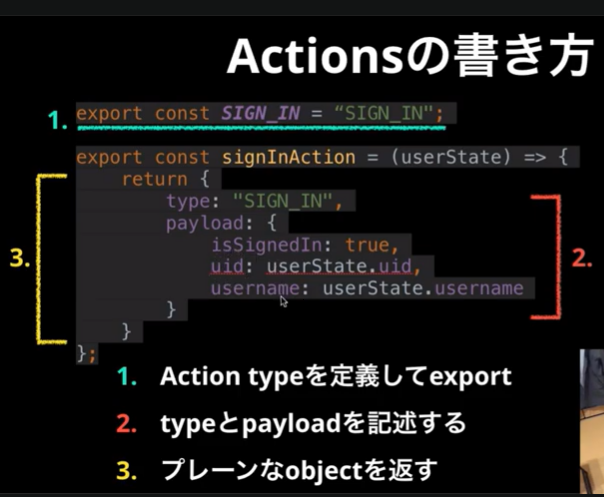 Actionsの書き方
1. export const SIGN_IN = “SIGN_IN";
export const signInAction = (userState) => {
return {
type: "SIGN_IN",
payload: {
isSignedIn: true,
3. uid: userState.uid, 2.
username: userState.username
}
}
};
1. Action typeを定義してexport
2. typeとpayloadを記述する
3. プレーンなobjectを返す